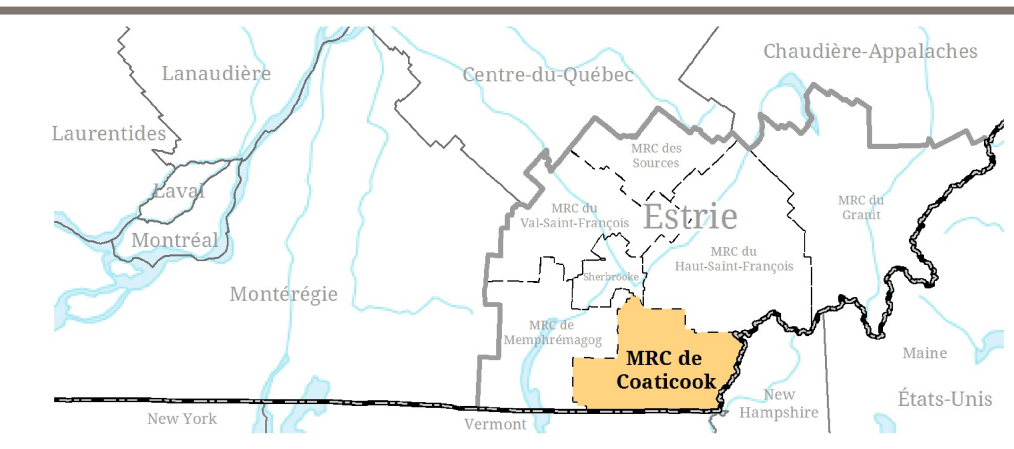 Chaudière-Appalaches
Lanaudière
Centre-du-Québec
Laurentides
MRC des
Sources
Laval
MRC du
Val-Saint-François
Estrie
MRC du
Granit
Montréal
MRC du
Haut-Saint-François
Sherbrooke
Montérégie
MRC de
Memphrémagog
MRC de
Coaticook
Maine
États-Unis
New
Hampshire
New York
Vermont